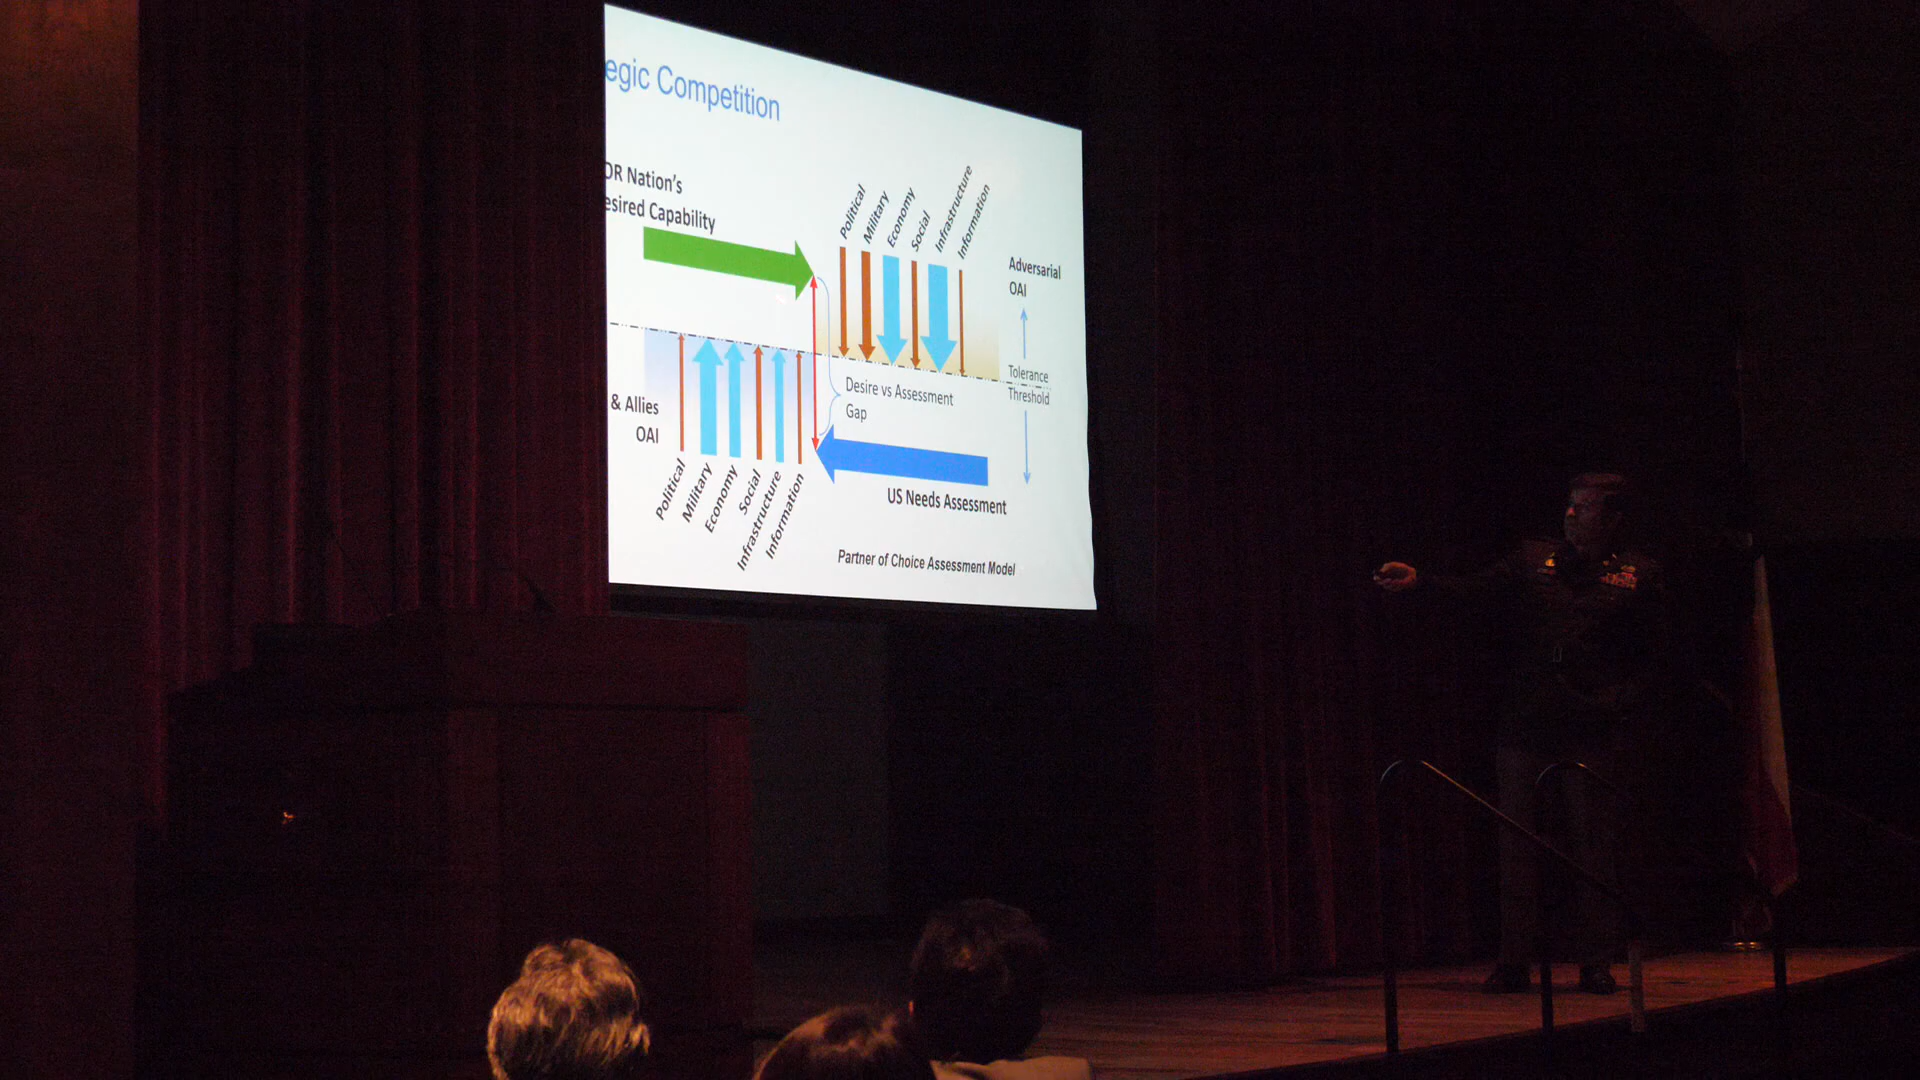 egic Competition
OR Nation's
esired Capability
Political
Military
Economy
Social
Infrastructure
Information
Adversarial
OAI
Tolerance
Threshold
Desire vs Assessment
Gap
& Allies
OAI
Political
Military
Economy
Social
Infrastructure
Information
US Needs Assessment
Partner of Choice Assessment Model